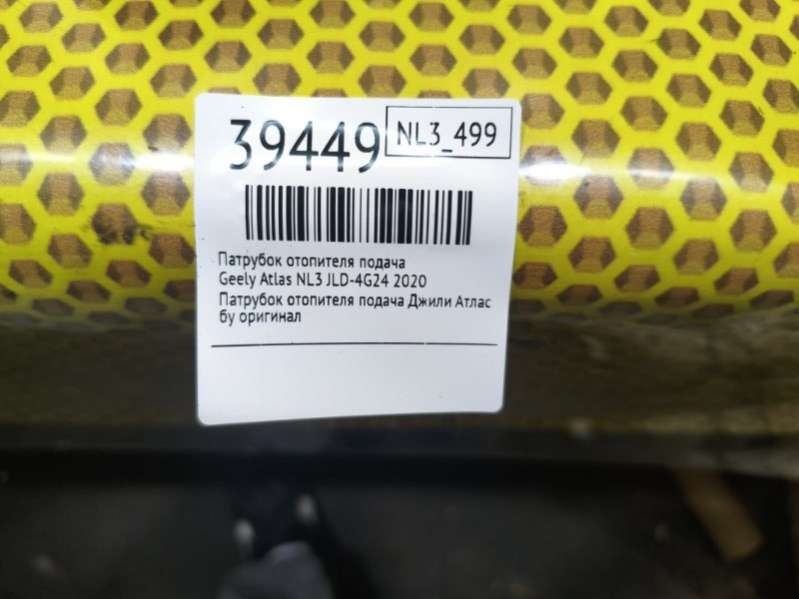 39449 NL3_499
Патрубок отопителя подача
Geely Atlas NL3 JLD-4G24 2020
Патрубок отопителя подача Джили Атлас
бу оригинал